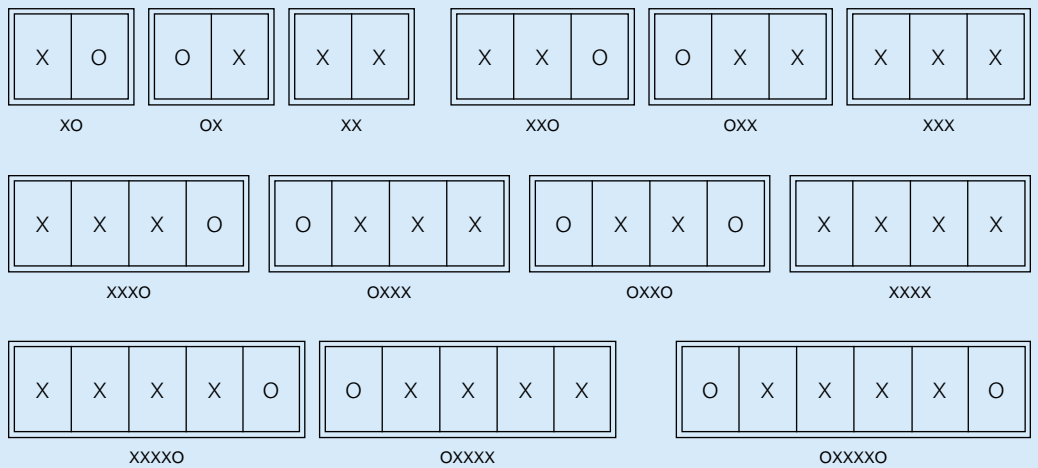 X O O X X X X X O O X X X X X
XO OX XX XXO OXX XXX
X X X O O X X X O X X O X X X X
XXXO OXXX OXXO XXXX
X X X X O O X X X X O X X X X O
XXXXO OXXXX OXXXXO